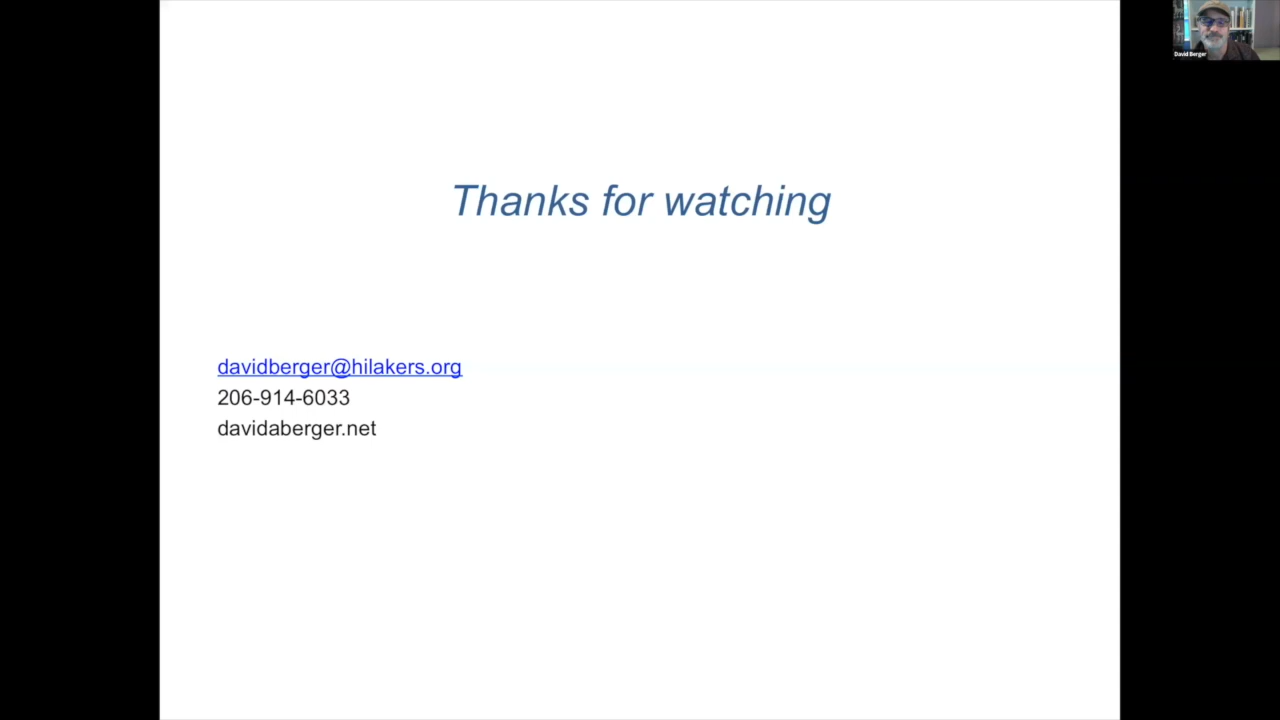 David Berger
Thanks for watching
davidberger@hilakers.org
206-914-6033
davidaberger.net